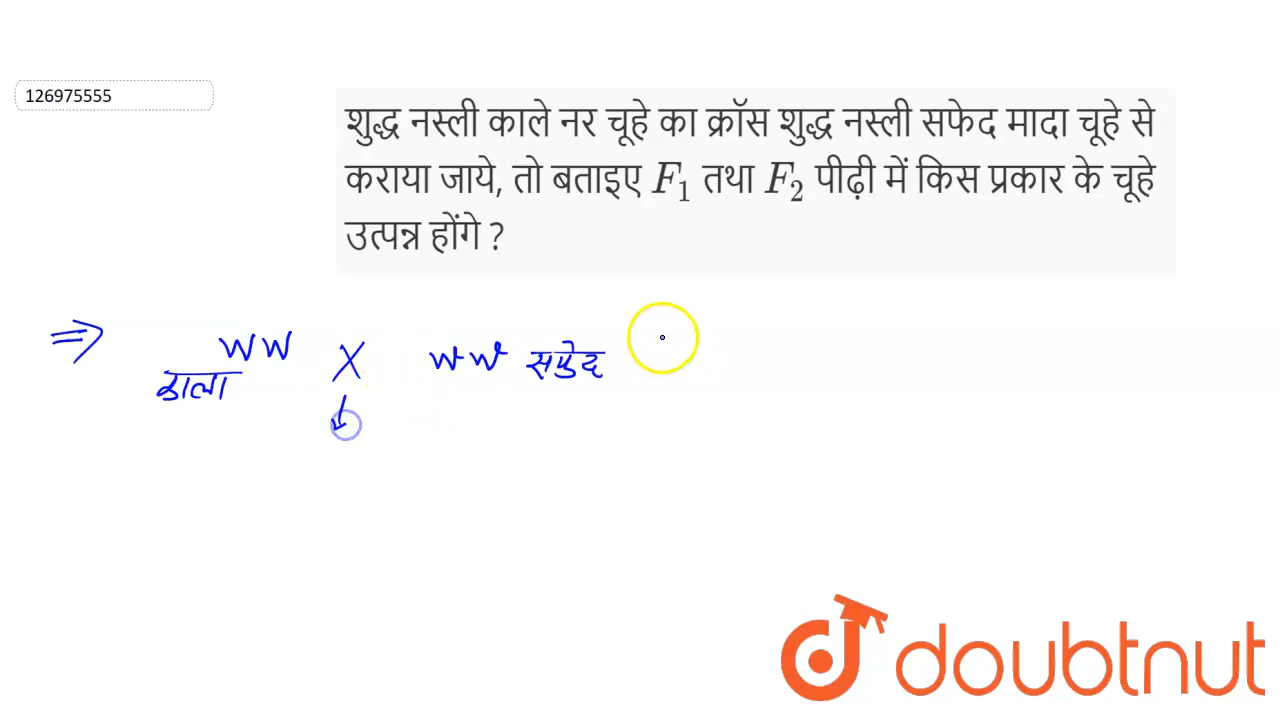 126975555
शुद्ध नस्ली काले नर चूहे का क्रॉस शुद्ध नस्ली सफेद मादा चूहे से
कराया जाये, तो बताइए F₁ तथा F₂ पीढ़ी में किस प्रकार के चूहे
उत्पन्न होंगे ?
⇒ WW X ww सफेद
काला
↓
doubtnut